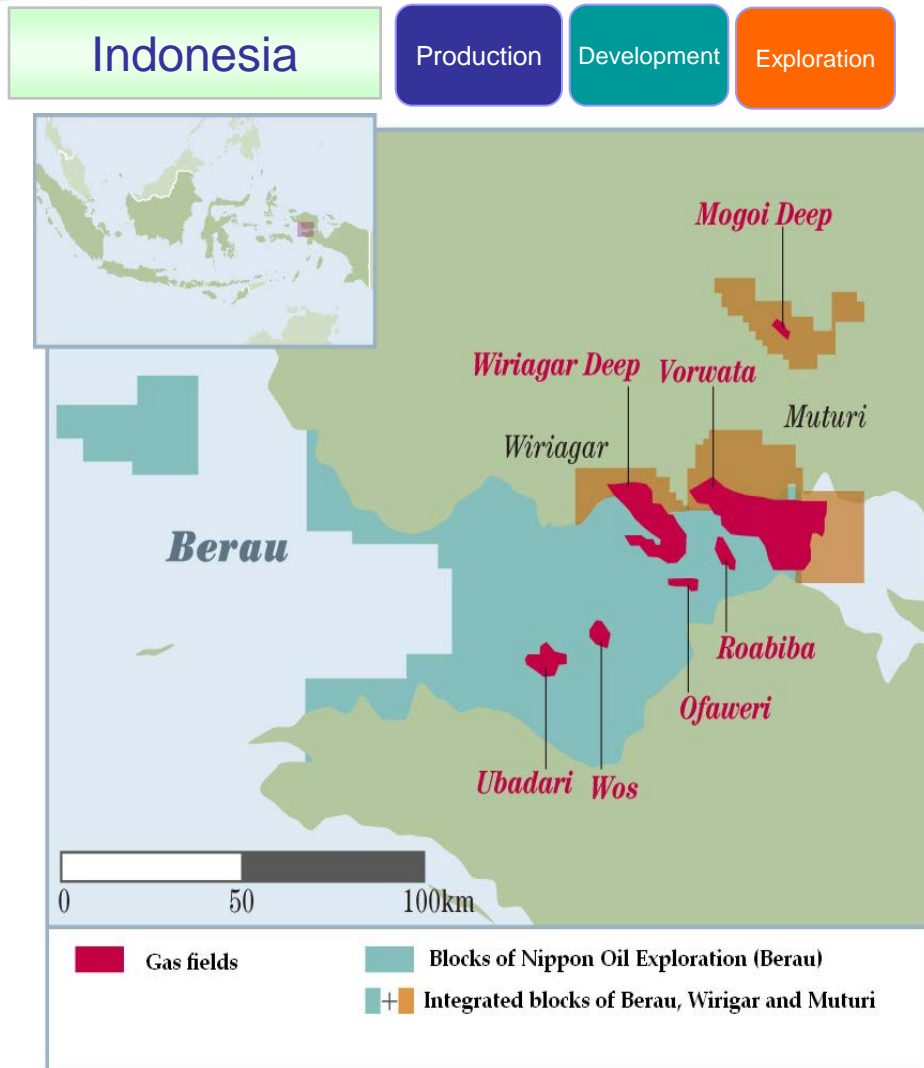 Indonesia
Production
Development
Exploration
Mogoi Deep
Wiriagar Deep
Vorwata
Muturi
Wiriagar
Berau
Roabiba
Ofaweri
Ubadari
Wos
0 50 100km
Gas fields
Blocks of Nippon Oil Exploration (Berau)
+ Integrated blocks of Berau, Wirigar and Muturi